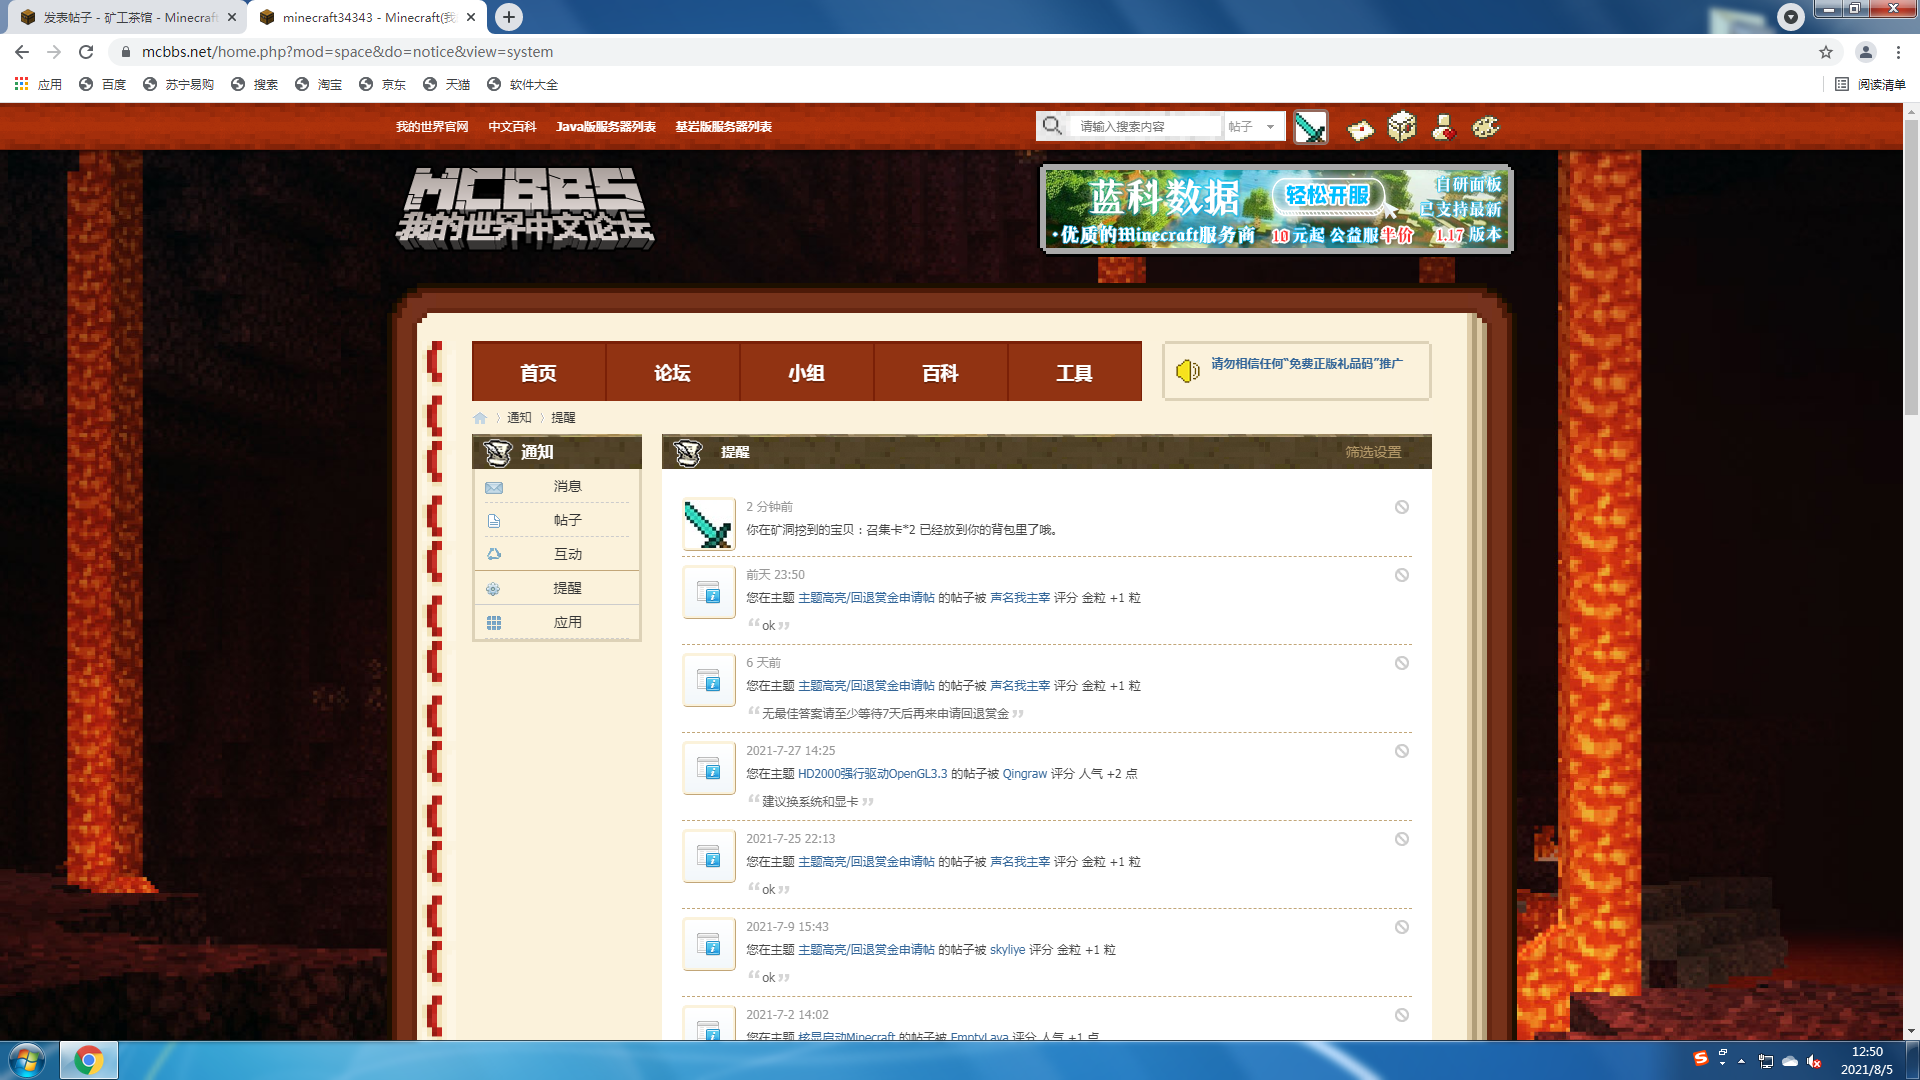 发表帖子 - 矿工茶馆 - Minecraft
minecraft34343 - Minecraft(我
mcbbs.net/home.php?mod=space&do=notice&view=system
应用 百度 苏宁易购 搜索 淘宝 京东 天猫 软件大全 阅读清单
我的世界官网 中文百科 Java版服务器列表 基岩版服务器列表 请输入搜索内容 帖子
MCBBS
我的世界中文论坛
蓝科数据 轻松开服 自研面板
已支持最新
·优质的Minecraft服务商 10元起 公益服半价 1.17 版本
首页 论坛 小组 百科 工具
请勿相信任何“免费正版礼品码”推广
通知 提醒
通知
消息
帖子
互动
提醒
应用
提醒 筛选设置
2 分钟前
你在矿洞挖到的宝贝：召集卡*2 已经放到你的背包里了哦。
前天 23:50
您在主题 主题高亮/回退赏金申请帖 的帖子被 声名我主宰 评分 金粒 +1 粒
“ ok ”
6 天前
您在主题 主题高亮/回退赏金申请帖 的帖子被 声名我主宰 评分 金粒 +1 粒
“ 无最佳答案请至少等待7天后再来申请回退赏金 ”
2021-7-27 14:25
您在主题 HD2000强行驱动OpenGL3.3 的帖子被 Qingraw 评分 人气 +2 点
“ 建议换系统和显卡 ”
2021-7-25 22:13
您在主题 主题高亮/回退赏金申请帖 的帖子被 声名我主宰 评分 金粒 +1 粒
“ ok ”
2021-7-9 15:43
您在主题 主题高亮/回退赏金申请帖 的帖子被 skyliye 评分 金粒 +1 粒
“ ok ”
2021-7-2 14:02
您在主题 核显启动Minecraft 的帖子被 EmptyLava 评分 人气 +1 点
12:50
2021/8/5